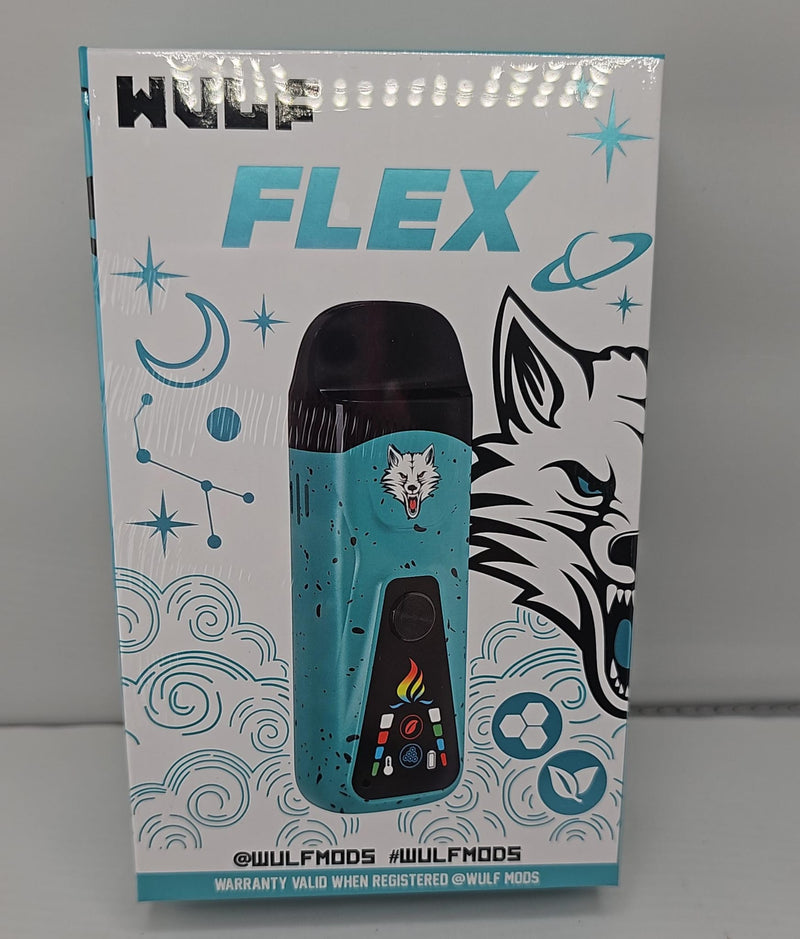 WULF
FLEX
@WULFMODS #WULFMODS
WARRANTY VALID WHEN REGISTERED @WULF MODS